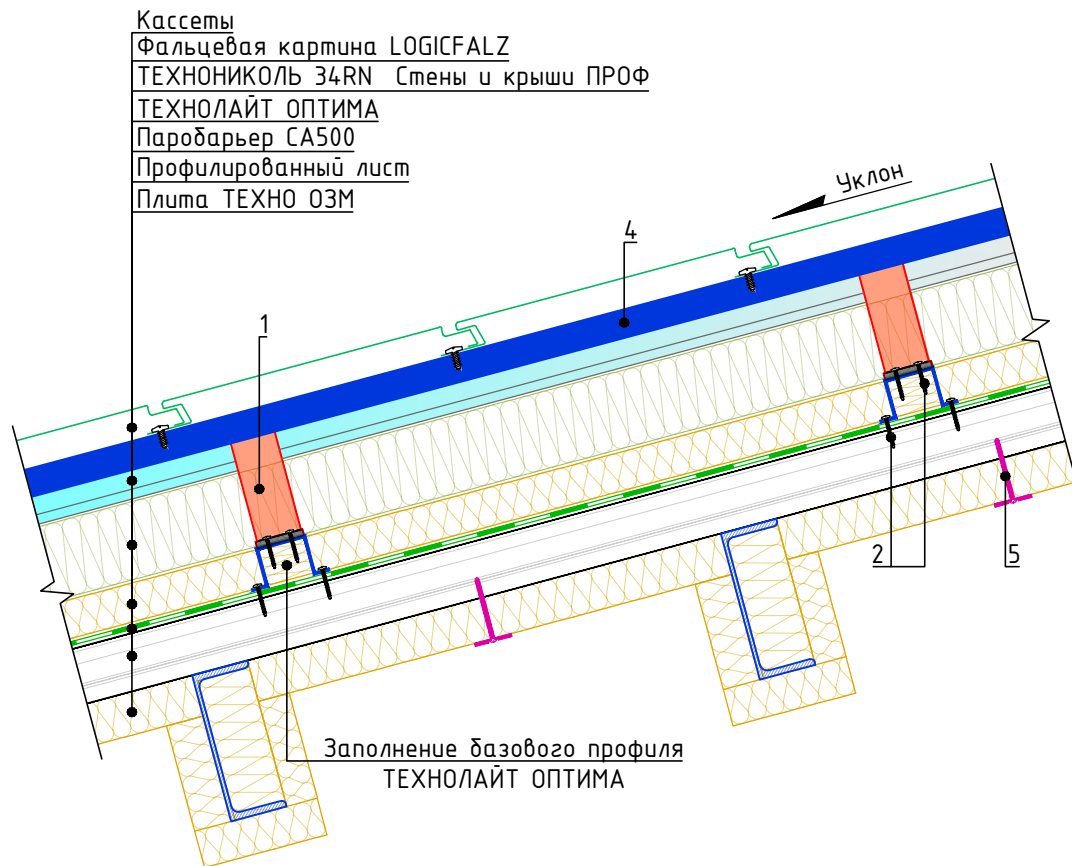 Кассеты
Фальцевая картина LOGICFALZ
ТЕХНОНИКОЛЬ 34RN Стены и крыши ПРОФ
ТЕХНОЛАЙТ ОПТИМА
Паробарьер СА500
Профилированный лист
Плита ТЕХНО ОЗМ
Уклон
4
1
2
5
Заполнение базового профиля
ТЕХНОЛАЙТ ОПТИМА